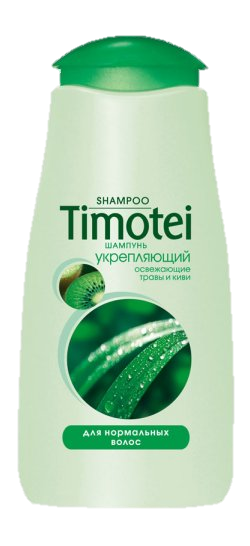 SHAMPOO
Timotei
ШАМПУНЬ
укрепляющий
освежающие
травы и киви
для нормальных
волос